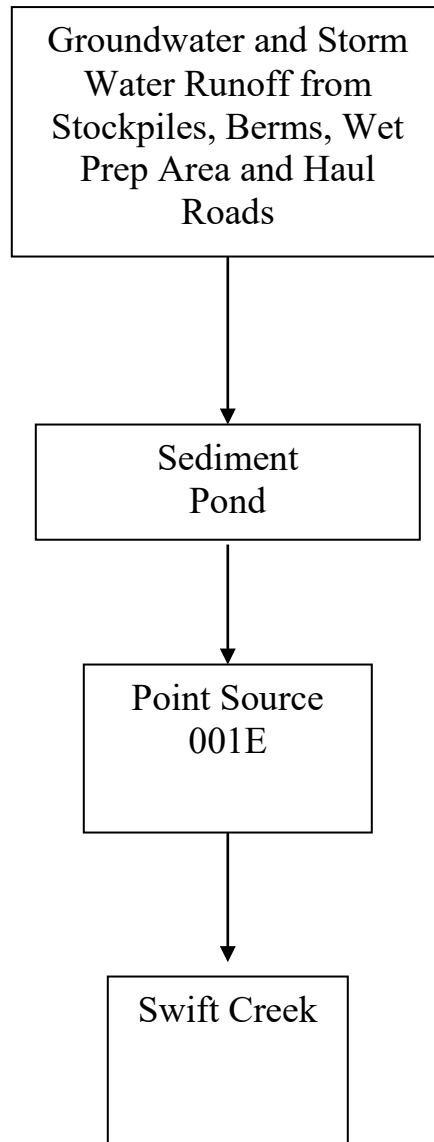 Groundwater and Storm
Water Runoff from
Stockpiles, Berms, Wet
Prep Area and Haul
Roads
Sediment
Pond
Point Source
001E
Swift Creek